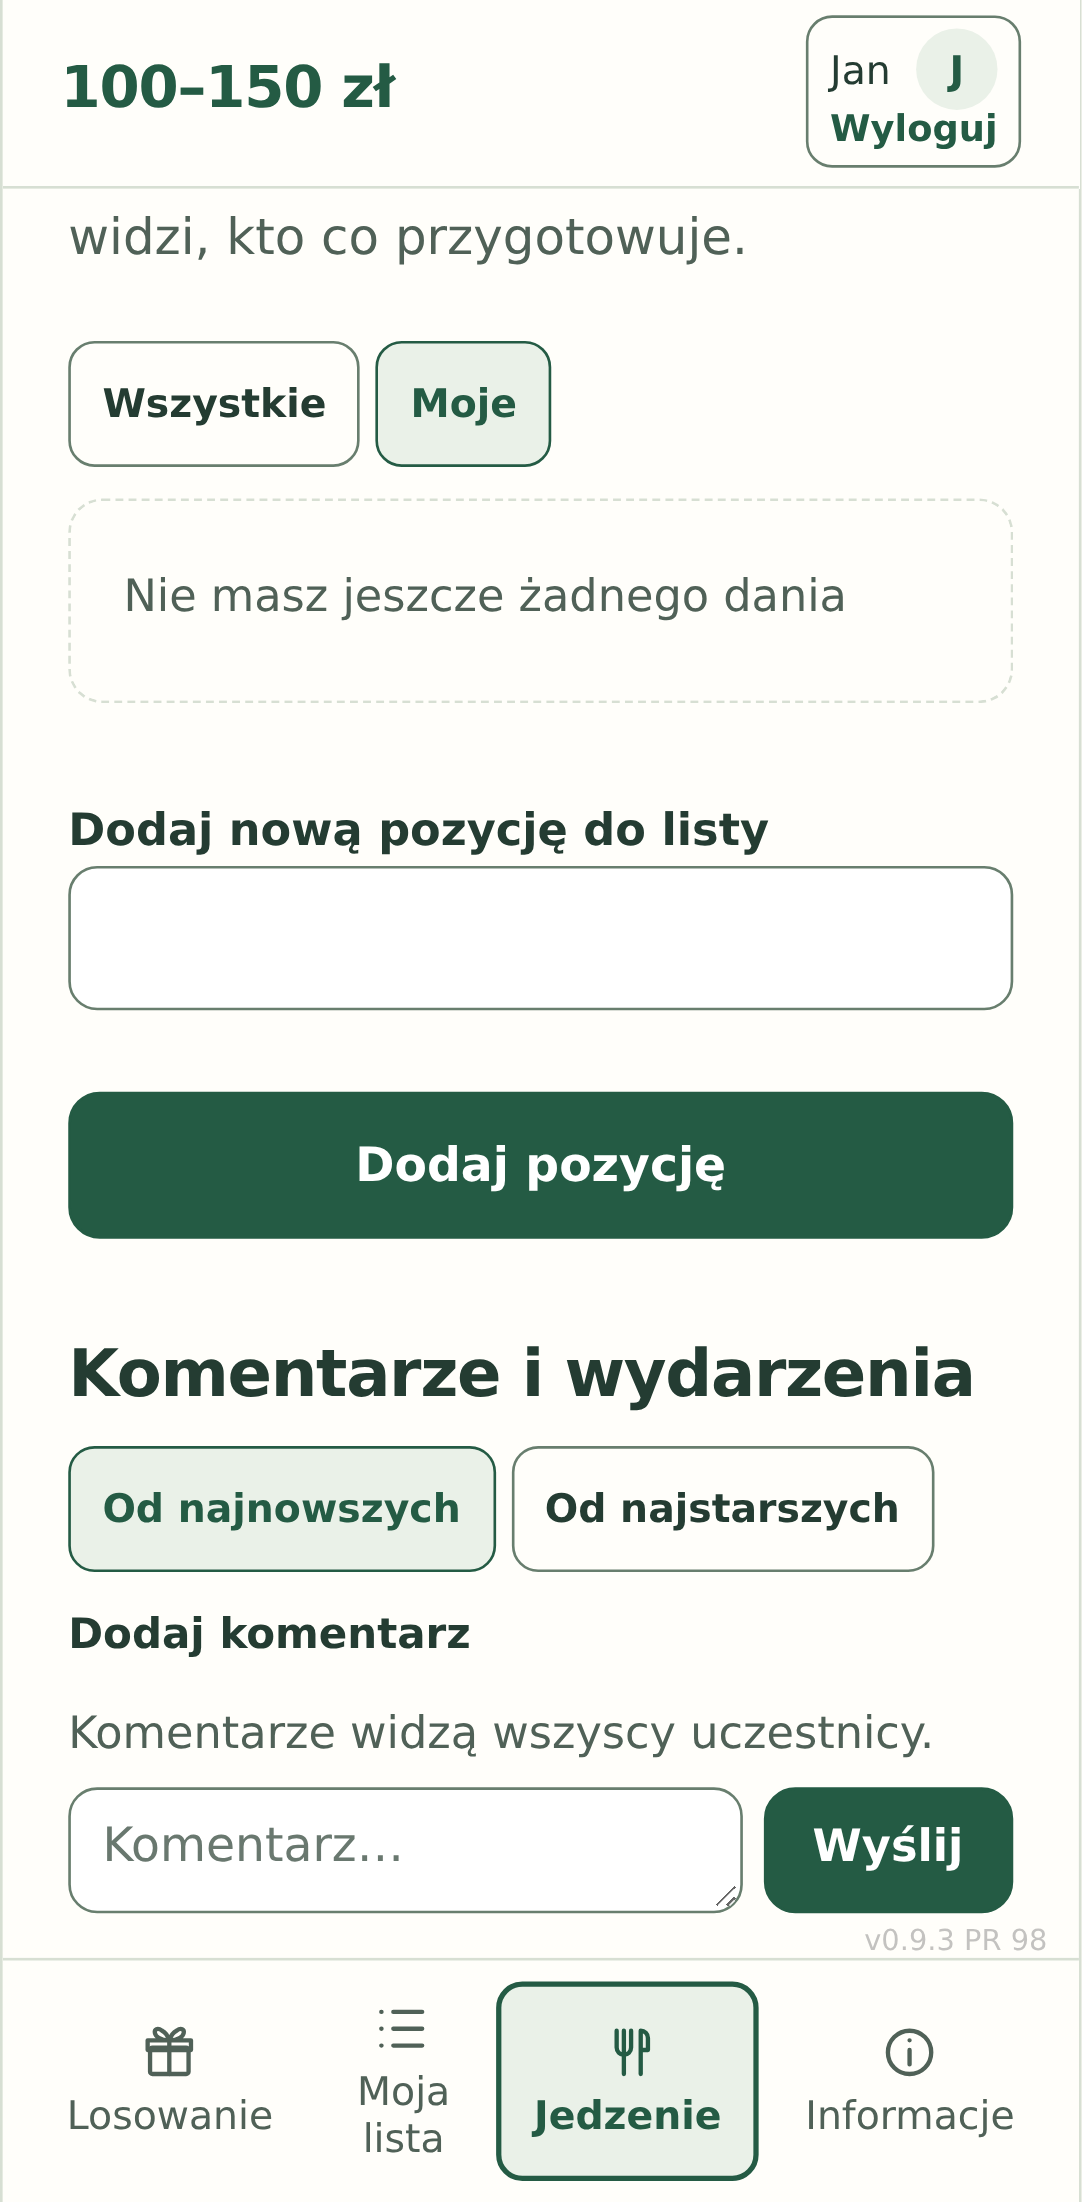 100–150 zł
Jan J
Wyloguj
widzi, kto co przygotowuje.
Wszystkie Moje
Nie masz jeszcze żadnego dania
Dodaj nową pozycję do listy
Dodaj pozycję
Komentarze i wydarzenia
Od najnowszych Od najstarszych
Dodaj komentarz
Komentarze widzą wszyscy uczestnicy.
Komentarz... Wyślij
v0.9.3 PR 98
Losowanie
Moja
lista
Jedzenie
Informacje